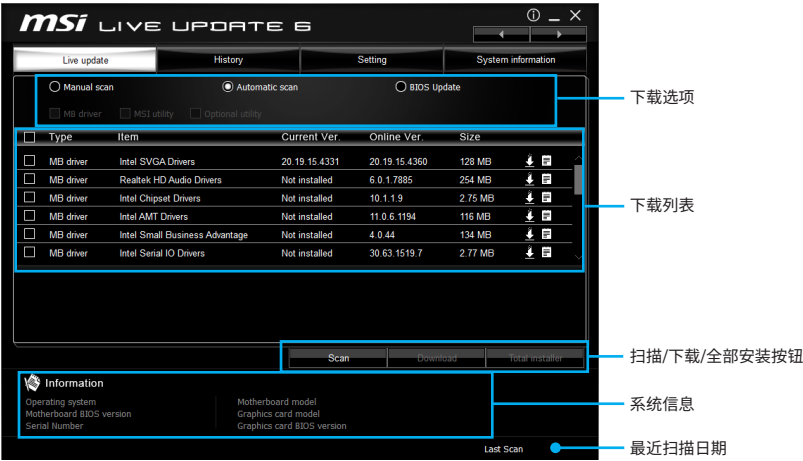 msi LIVE UPDATE 6
Live update History Setting System information
Manual scan Automatic scan BIOS Update
下载选项
MB driver MSI utility Optional utility
Type Item Current Ver. Online Ver. Size
MB driver Intel SVGA Drivers 20.19.15.4331 20.19.15.4360 128 MB
MB driver Realtek HD Audio Drivers Not installed 6.0.1.7885 254 MB
MB driver Intel Chipset Drivers Not installed 10.1.1.9 2.75 MB
下载列表
MB driver Intel AMT Drivers Not installed 11.0.6.1194 116 MB
MB driver Intel Small Business Advantage Not installed 4.0.44 134 MB
MB driver Intel Serial IO Drivers Not installed 30.63.1519.7 2.77 MB
Scan Download Total installer
扫描/下载/全部安装按钮
Information
Operating system Motherboard model
系统信息
Motherboard BIOS version Graphics card model
Serial Number Graphics card BIOS version
Last Scan
最近扫描日期